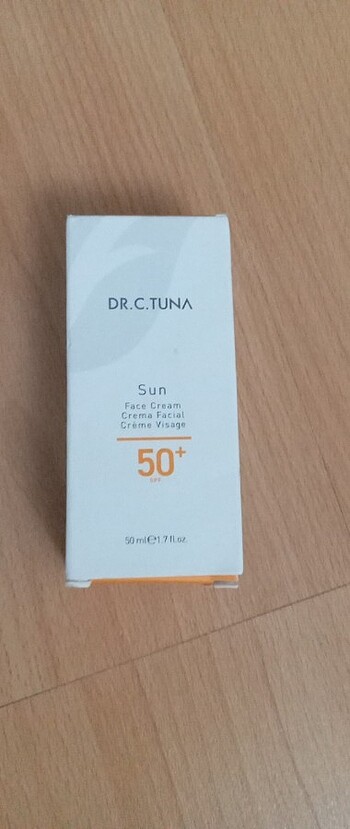 DR.C.TUNA
Sun
Face Cream
Crema Facial
Crème Visage
50+
SPF
50 ml℮1.7 fl.oz.